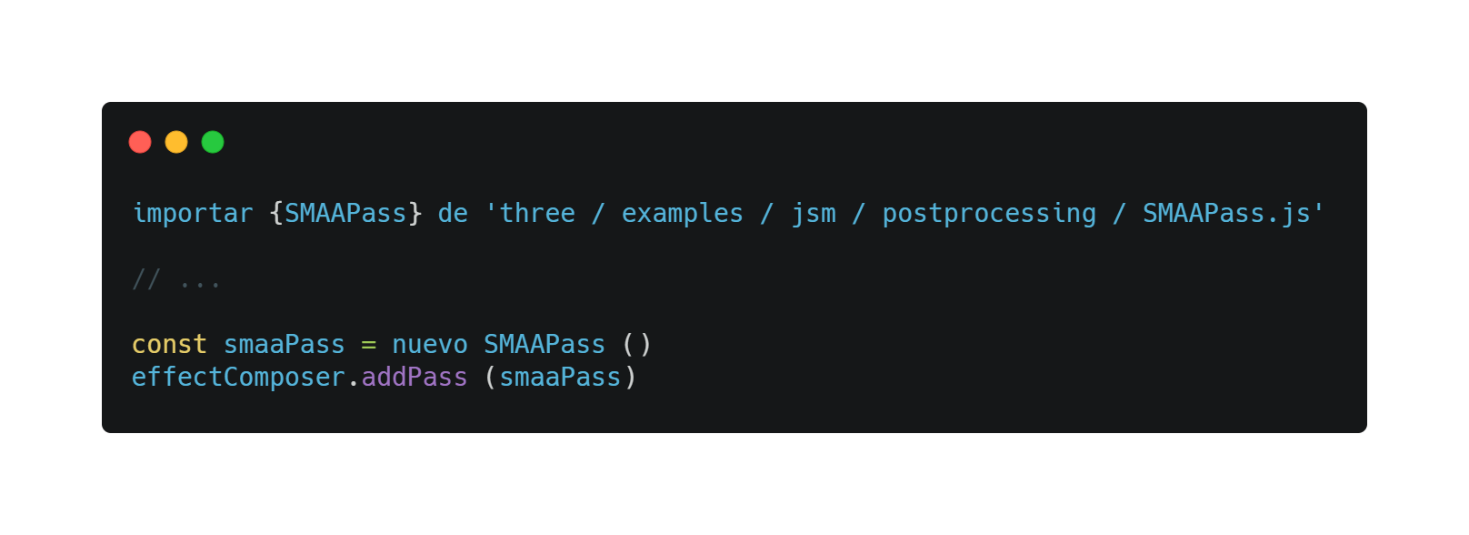 importar {SMAAPass} de 'three / examples / jsm / postprocessing / SMAAPass.js'
// ...
const smaaPass = nuevo SMAAPass ()
effectComposer.addPass (smaaPass)